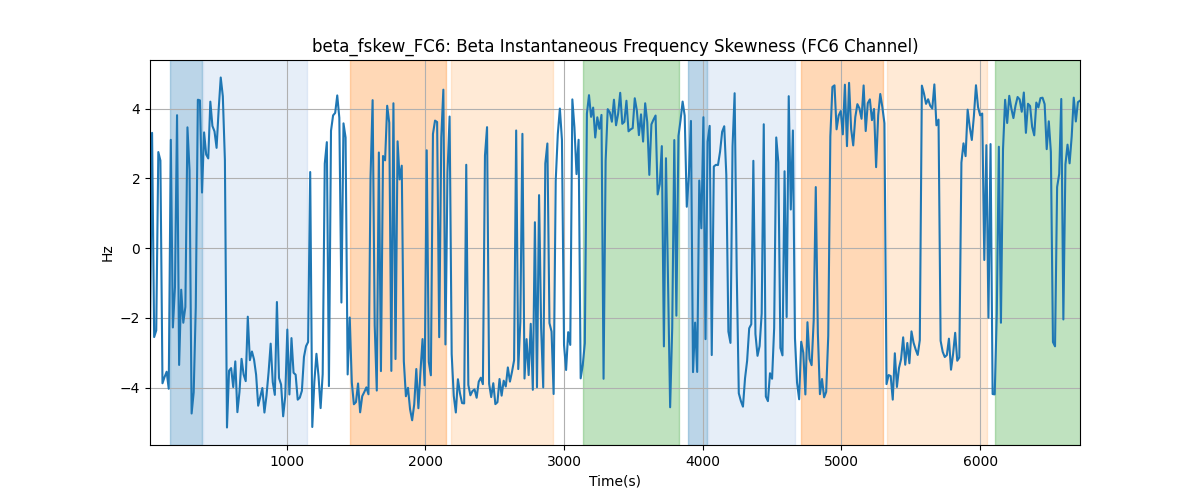 beta_fskew_FC6: Beta Instantaneous Frequency Skewness (FC6 Channel)
4
2
0
−2
−4
Hz
1000 2000 3000 4000 5000 6000
Time(s)